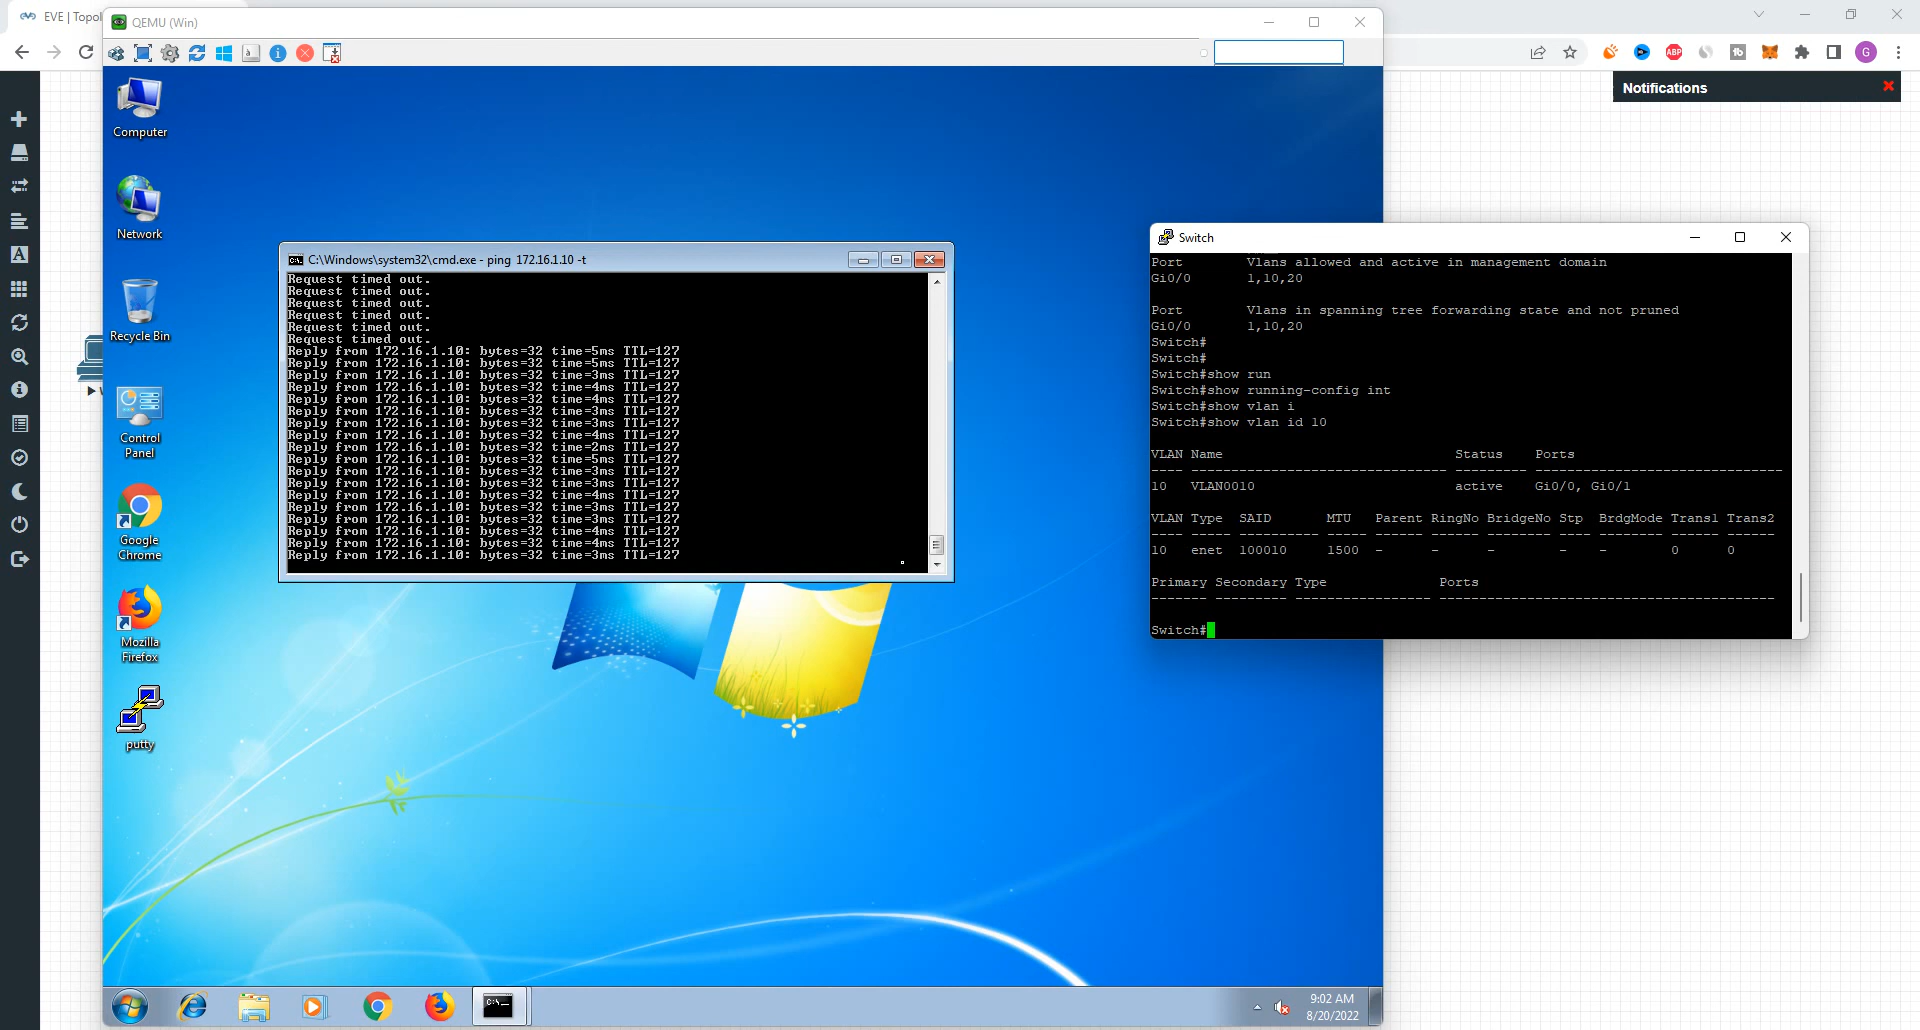 EVE | Topol
QEMU (Win)
ABP
G
Notifications
Computer
Network
Recycle Bin
Control
Panel
Google
Chrome
Mozilla
Firefox
putty
C:\Windows\system32\cmd.exe - ping 172.16.1.10 -t
Request timed out.
Request timed out.
Request timed out.
Request timed out.
Request timed out.
Request timed out.
Reply from 172.16.1.10: bytes=32 time=5ms TTL=127
Reply from 172.16.1.10: bytes=32 time=5ms TTL=127
Reply from 172.16.1.10: bytes=32 time=3ms TTL=127
Reply from 172.16.1.10: bytes=32 time=4ms TTL=127
Reply from 172.16.1.10: bytes=32 time=4ms TTL=127
Reply from 172.16.1.10: bytes=32 time=3ms TTL=127
Reply from 172.16.1.10: bytes=32 time=3ms TTL=127
Reply from 172.16.1.10: bytes=32 time=4ms TTL=127
Reply from 172.16.1.10: bytes=32 time=2ms TTL=127
Reply from 172.16.1.10: bytes=32 time=5ms TTL=127
Reply from 172.16.1.10: bytes=32 time=3ms TTL=127
Reply from 172.16.1.10: bytes=32 time=3ms TTL=127
Reply from 172.16.1.10: bytes=32 time=4ms TTL=127
Reply from 172.16.1.10: bytes=32 time=3ms TTL=127
Reply from 172.16.1.10: bytes=32 time=3ms TTL=127
Reply from 172.16.1.10: bytes=32 time=4ms TTL=127
Reply from 172.16.1.10: bytes=32 time=4ms TTL=127
Reply from 172.16.1.10: bytes=32 time=3ms TTL=127
Switch
Port Vlans allowed and active in management domain
Gi0/0 1,10,20
Port Vlans in spanning tree forwarding state and not pruned
Gi0/0 1,10,20
Switch#
Switch#
Switch#show run
Switch#show running-config int
Switch#show vlan i
Switch#show vlan id 10
VLAN Name Status Ports
---- -------------------------------- --------- -------------------------------
10 VLAN0010 active Gi0/0, Gi0/1
VLAN Type SAID MTU Parent RingNo BridgeNo Stp BrdgMode Trans1 Trans2
---- ----- ---------- ----- ------ ------ -------- ---- -------- ------ ------
10 enet 100010 1500 - - - - - 0 0
Primary Secondary Type Ports
------- --------- ----------------- ------------------------------------------
Switch#
9:02 AM
8/20/2022